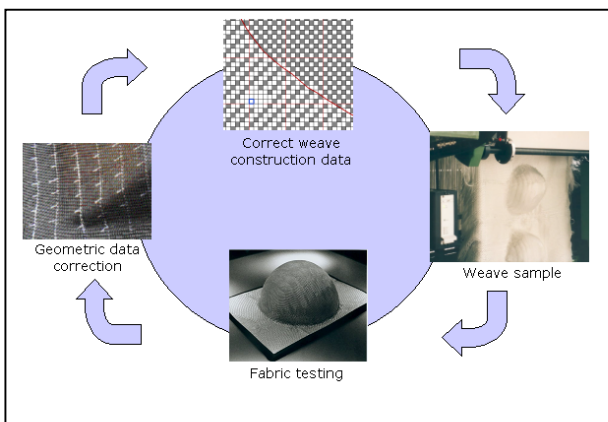 Correct weave
construction data
Geometric data
correction
Weave sample
Fabric testing